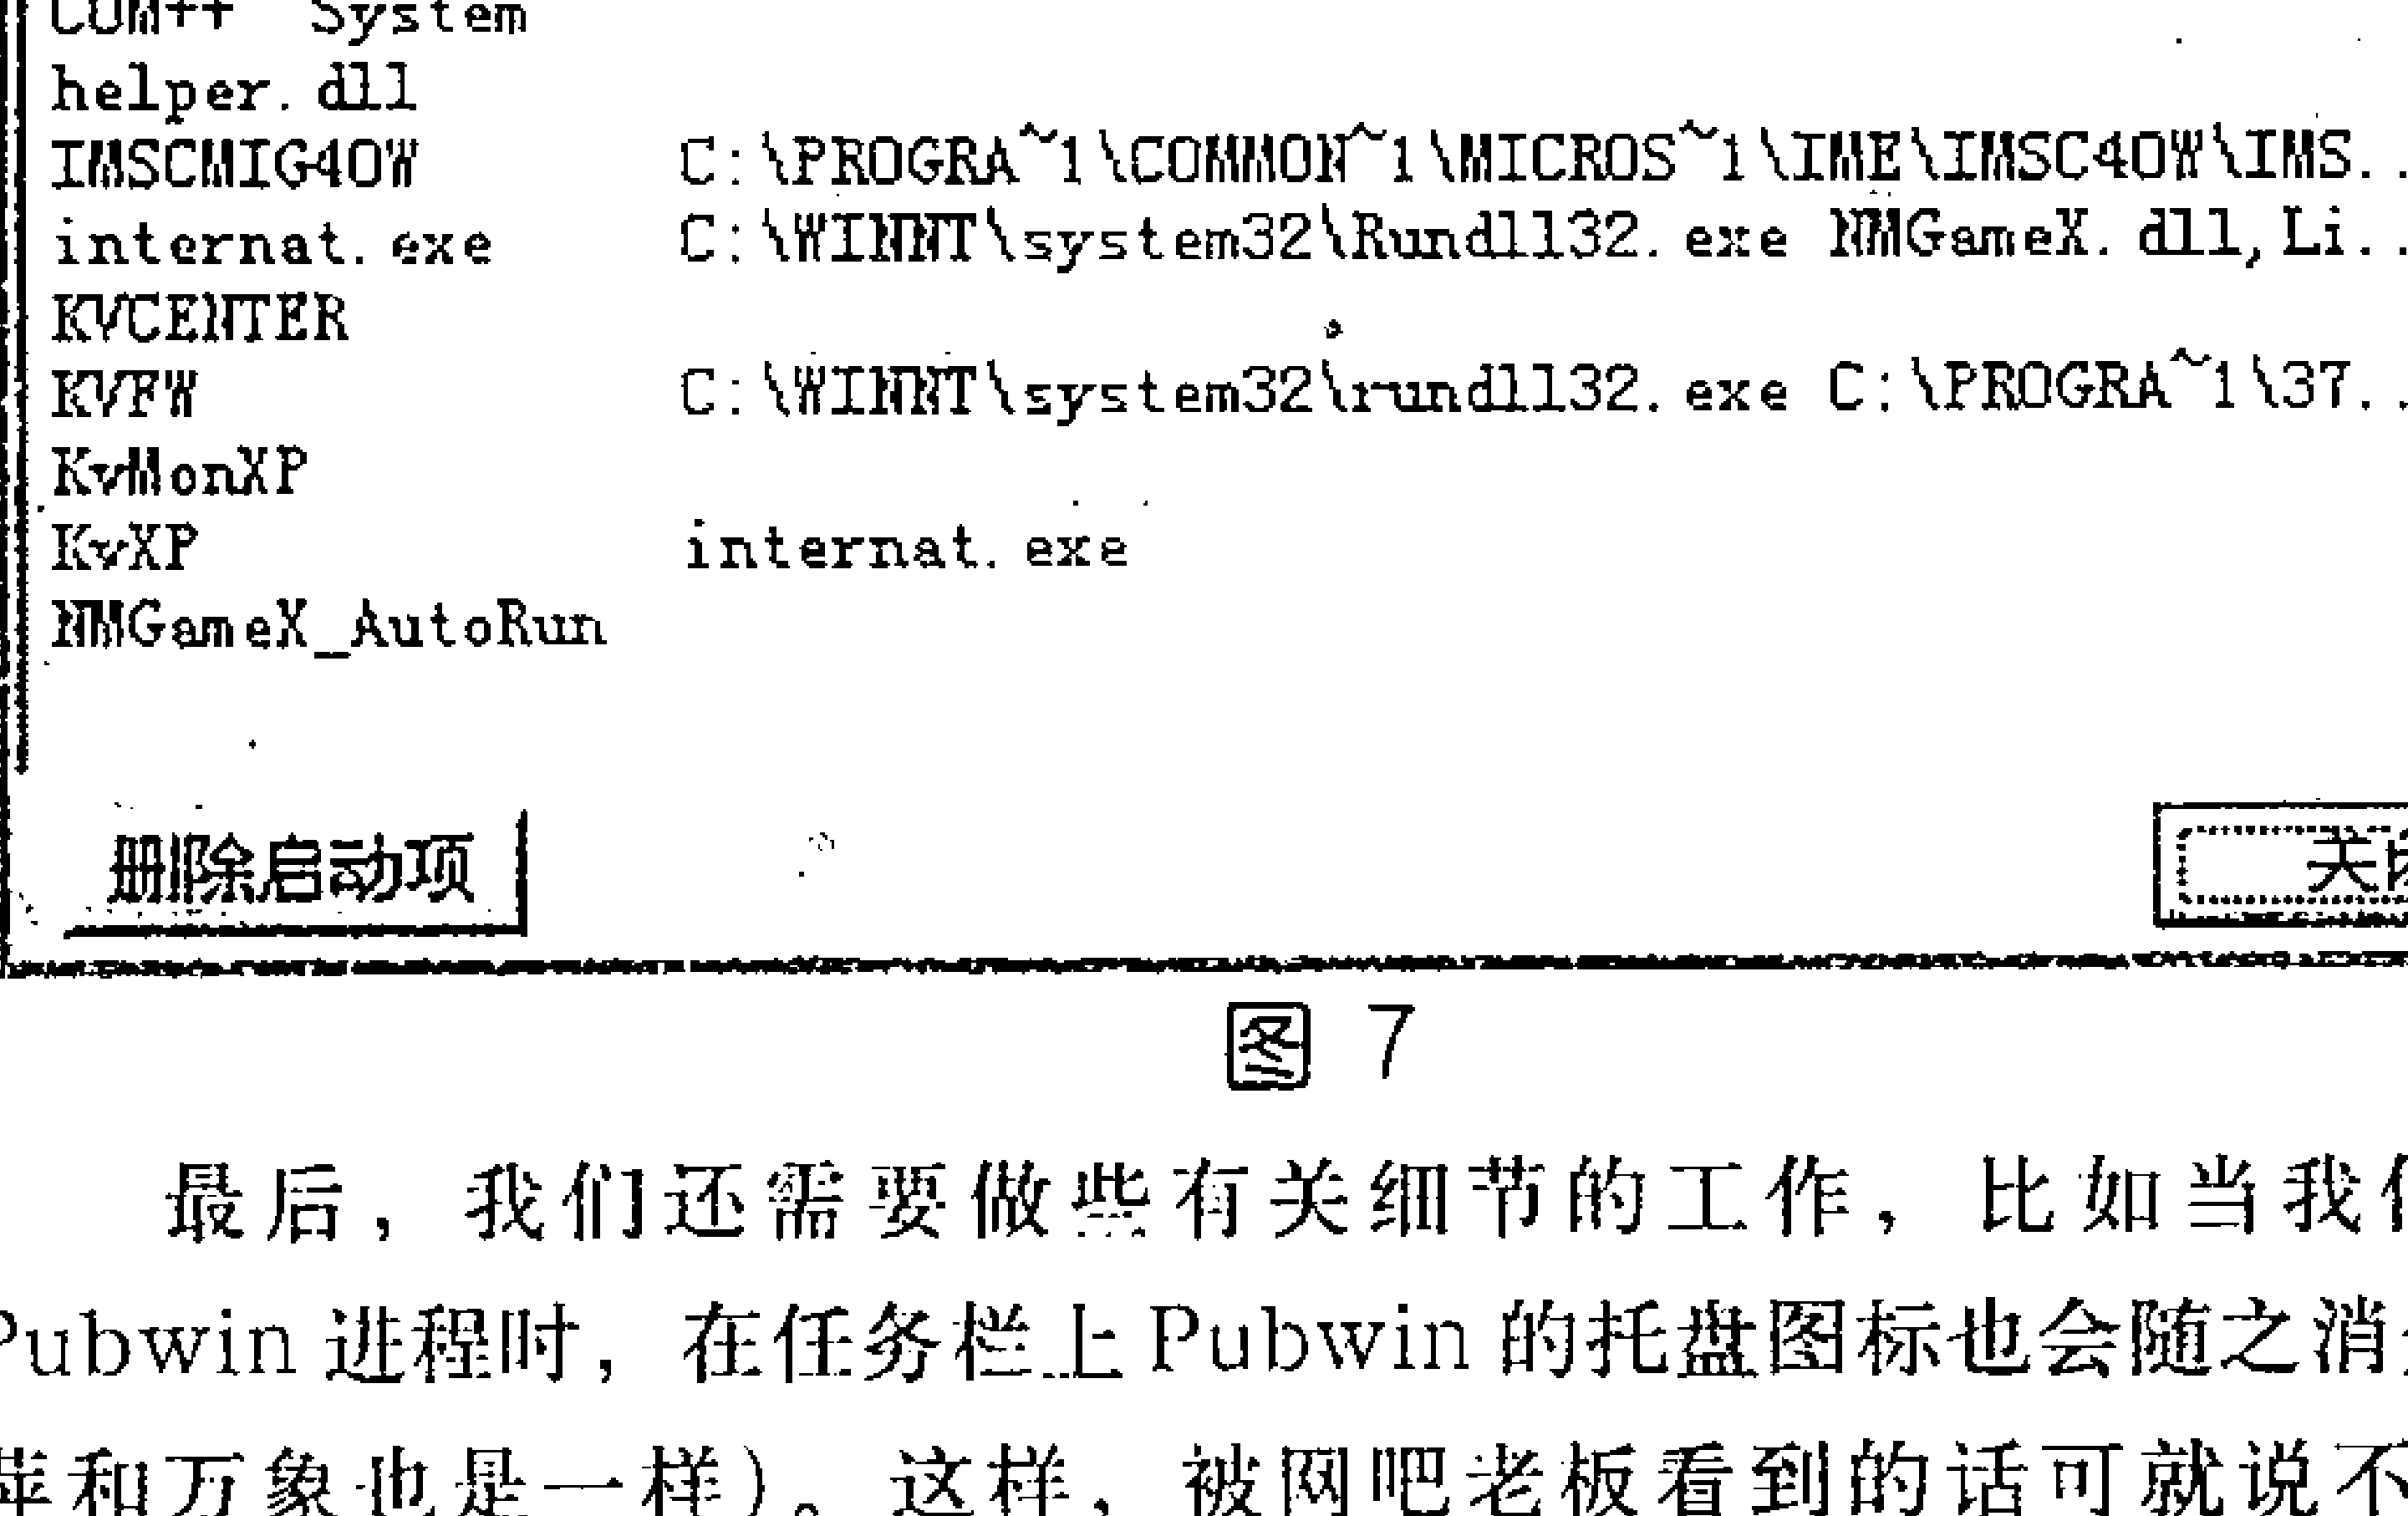 COM++ System
helper.dll
IMSCMIG40W C:\PROGRA~1\COMMON~1\MICROS~1\IME\IMSC40W\IMS..
internat.exe C:\WINNT\system32\Rundll32.exe NMGameX.dll,Li..
KVCENTER
KVFW C:\WINNT\system32\rundll32.exe C:\PROGRA~1\37..
KvMonXP
KvXP internat.exe
NMGameX_AutoRun
删除启动项 关闭
图 7
最后，我们还需要做些有关细节的工作，比如当我们
Pubwin 进程时，在任务栏上 Pubwin 的托盘图标也会随之消
萍和万象也是一样）。这样，被网吧老板看到的话可就说不